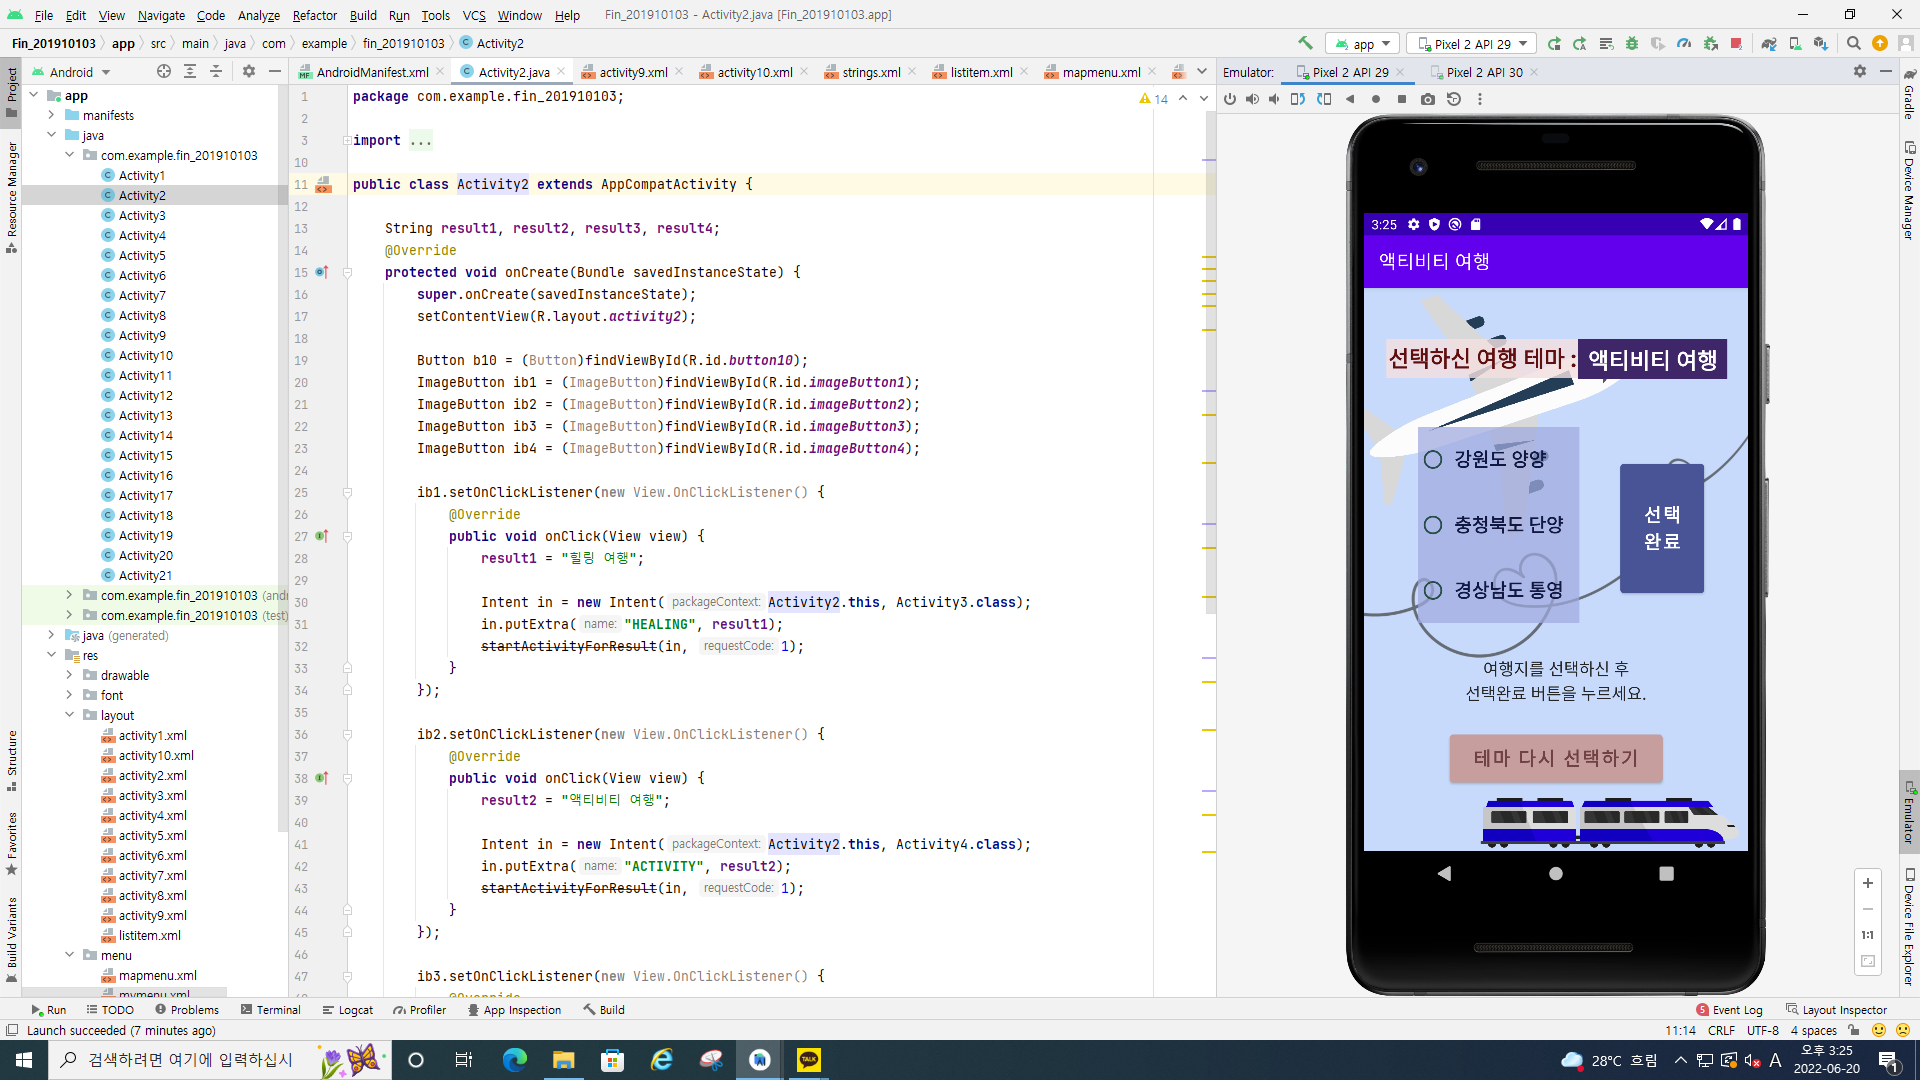 File Edit View Navigate Code Analyze Refactor Build Run Tools VCS Window Help Fin_201910103 - Activity2.java [Fin_201910103.app]
Fin_201910103 app src main java com example fin_201910103 Activity2 app Pixel 2 API 29
Android AndroidManifest.xml Activity2.java activity9.xml activity10.xml strings.xml listitem.xml mapmenu.xml Emulator: Pixel 2 API 29 Pixel 2 API 30
Project
Resource Manager
Structure
Favorites
Build Variants
app
manifests
java
com.example.fin_201910103
Activity1
Activity2
Activity3
Activity4
Activity5
Activity6
Activity7
Activity8
Activity9
Activity10
Activity11
Activity12
Activity13
Activity14
Activity15
Activity16
Activity17
Activity18
Activity19
Activity20
Activity21
com.example.fin_201910103 (andr
com.example.fin_201910103 (test)
java (generated)
res
drawable
font
layout
activity1.xml
activity10.xml
activity2.xml
activity3.xml
activity4.xml
activity5.xml
activity6.xml
activity7.xml
activity8.xml
activity9.xml
listitem.xml
menu
mapmenu.xml
mymenu.xml
14
1 package com.example.fin_201910103;
2
3 import ...
10
11 public class Activity2 extends AppCompatActivity {
12
13 String result1, result2, result3, result4;
14 @Override
15 protected void onCreate(Bundle savedInstanceState) {
16 super.onCreate(savedInstanceState);
17 setContentView(R.layout.activity2);
18
19 Button b10 = (Button)findViewById(R.id.button10);
20 ImageButton ib1 = (ImageButton)findViewById(R.id.imageButton1);
21 ImageButton ib2 = (ImageButton)findViewById(R.id.imageButton2);
22 ImageButton ib3 = (ImageButton)findViewById(R.id.imageButton3);
23 ImageButton ib4 = (ImageButton)findViewById(R.id.imageButton4);
24
25 ib1.setOnClickListener(new View.OnClickListener() {
26 @Override
27 public void onClick(View view) {
28 result1 = "힐링 여행";
29
30 Intent in = new Intent( packageContext: Activity2.this, Activity3.class);
31 in.putExtra( name: "HEALING", result1);
32 startActivityForResult(in, requestCode: 1);
33 }
34 });
35
36 ib2.setOnClickListener(new View.OnClickListener() {
37 @Override
38 public void onClick(View view) {
39 result2 = "액티비티 여행";
40
41 Intent in = new Intent( packageContext: Activity2.this, Activity4.class);
42 in.putExtra( name: "ACTIVITY", result2);
43 startActivityForResult(in, requestCode: 1);
44 }
45 });
46
47 ib3.setOnClickListener(new View.OnClickListener() {
@Override
3:25
액티비티 여행
선택하신 여행 테마 : 액티비티 여행
강원도 양양
충청북도 단양
경상남도 통영
선택
완료
여행지를 선택하신 후
선택완료 버튼을 누르세요.
테마 다시 선택하기
1:1
Gradle
Device Manager
Emulator
Device File Explorer
Run TODO Problems Terminal Logcat Profiler App Inspection Build 5 Event Log Layout Inspector
Launch succeeded (7 minutes ago) 11:14 CRLF UTF-8 4 spaces
검색하려면 여기에 입력하십시 TALK 28°C 흐림 A 오후 3:25
2022-06-20 1